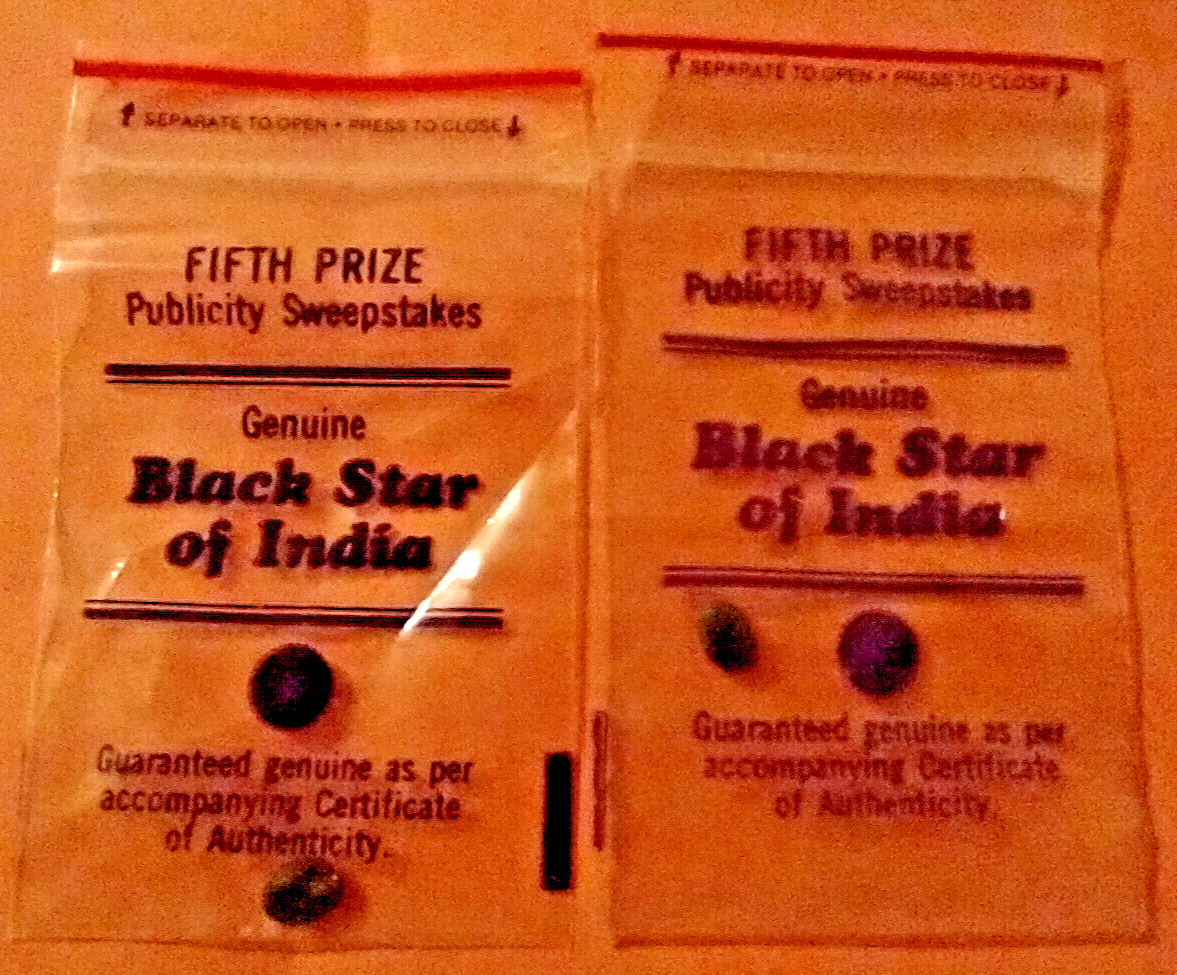 SEPARATE TO OPEN • PRESS TO CLOSE
FIFTH PRIZE
Publicity Sweepstakes
Genuine
Black Star
of India
Guaranteed genuine as per
accompanying Certificate
of Authenticity.
SEPARATE TO OPEN • PRESS TO CLOSE
FIFTH PRIZE
Publicity Sweepstakes
Genuine
Black Star
of India
Guaranteed genuine as per
accompanying Certificate
of Authenticity.